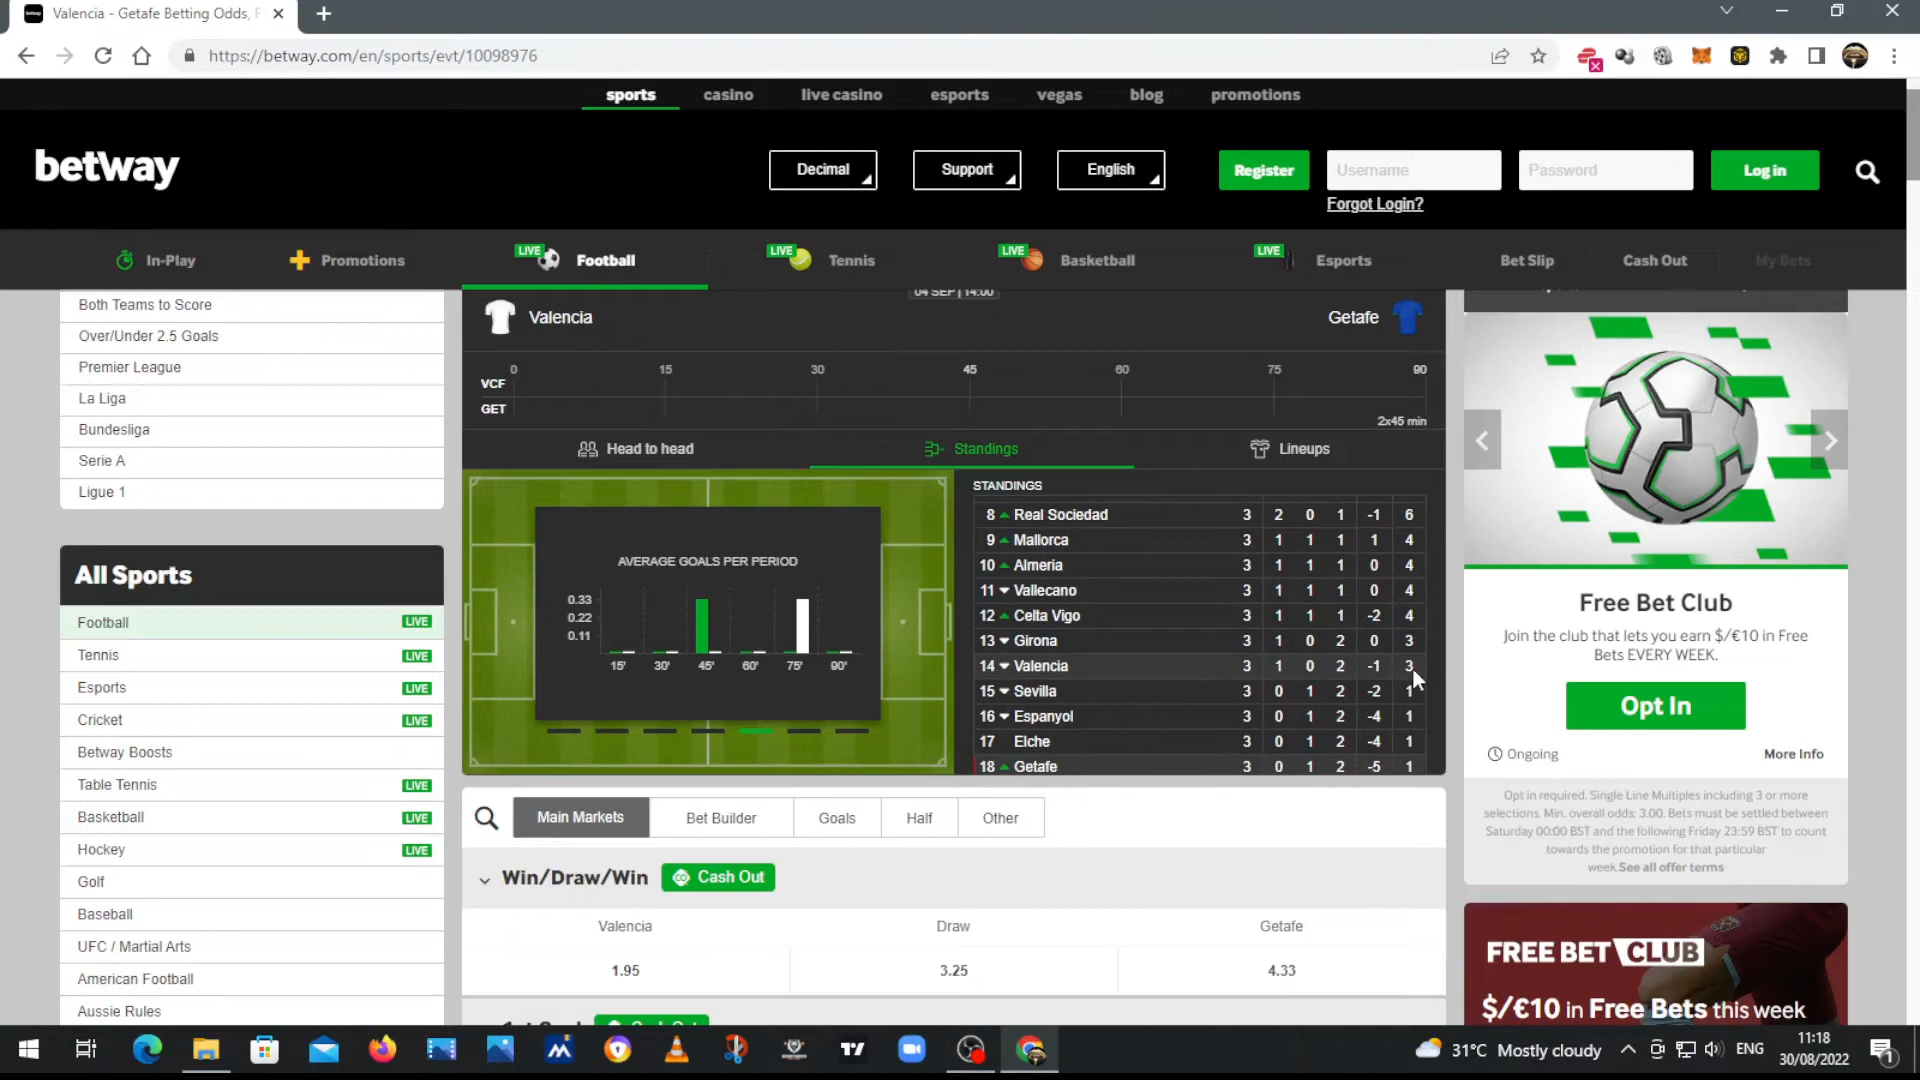 Valencia - Getafe Betting Odds, F
https://betway.com/en/sports/evt/10098976
sports casino live casino esports vegas blog promotions
betway
Decimal Support English Register Username Password Log in
Forgot Login?
In-Play Promotions LIVE Football LIVE Tennis LIVE Basketball LIVE Esports Bet Slip Cash Out My Bets
Both Teams to Score
Over/Under 2.5 Goals
Premier League
La Liga
Bundesliga
Serie A
Ligue 1
All Sports
Football LIVE
Tennis LIVE
Esports LIVE
Cricket LIVE
Betway Boosts
Table Tennis LIVE
Basketball LIVE
Hockey LIVE
Golf
Baseball
UFC / Martial Arts
American Football
Aussie Rules
04 SEP | 14:00
Valencia Getafe
0 15 30 45 60 75 90
VCF
GET
2x45 min
Head to head Standings Lineups
AVERAGE GOALS PER PERIOD
0.33
0.22
0.11
15' 30' 45' 60' 75' 90'
STANDINGS
8 Real Sociedad 3 2 0 1 -1 6
9 Mallorca 3 1 1 1 1 4
10 Almeria 3 1 1 1 0 4
11 Vallecano 3 1 1 1 0 4
12 Celta Vigo 3 1 1 1 -2 4
13 Girona 3 1 0 2 0 3
14 Valencia 3 1 0 2 -1 3
15 Sevilla 3 0 1 2 -2 1
16 Espanyol 3 0 1 2 -4 1
17 Elche 3 0 1 2 -4 1
18 Getafe 3 0 1 2 -5 1
Main Markets Bet Builder Goals Half Other
Win/Draw/Win Cash Out
Valencia Draw Getafe
1.95 3.25 4.33
Free Bet Club
Join the club that lets you earn $/€10 in Free
Bets EVERY WEEK.
Opt In
Ongoing More Info
Opt in required. Single Line Multiples including 3 or more
selections. Min. overall odds: 3.00. Bets must be settled between
Saturday 00:00 BST and the following Friday 23:59 BST to count
towards the promotion for that particular
week.See all offer terms
FREE BET CLUB
$/€10 in Free Bets this week
31°C Mostly cloudy ENG
11:18
30/08/2022
1